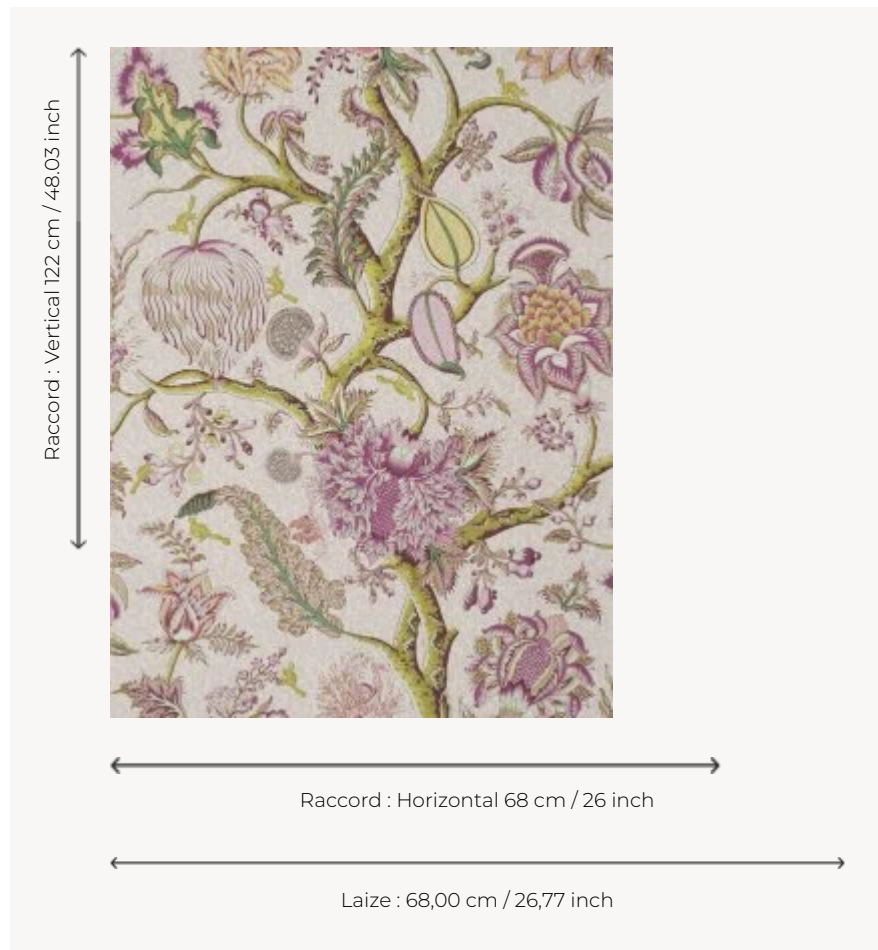 Raccord : Vertical 122 cm / 48.03 inch
Raccord : Horizontal 68 cm / 26 inch
Laize : 68,00 cm / 26,77 inch